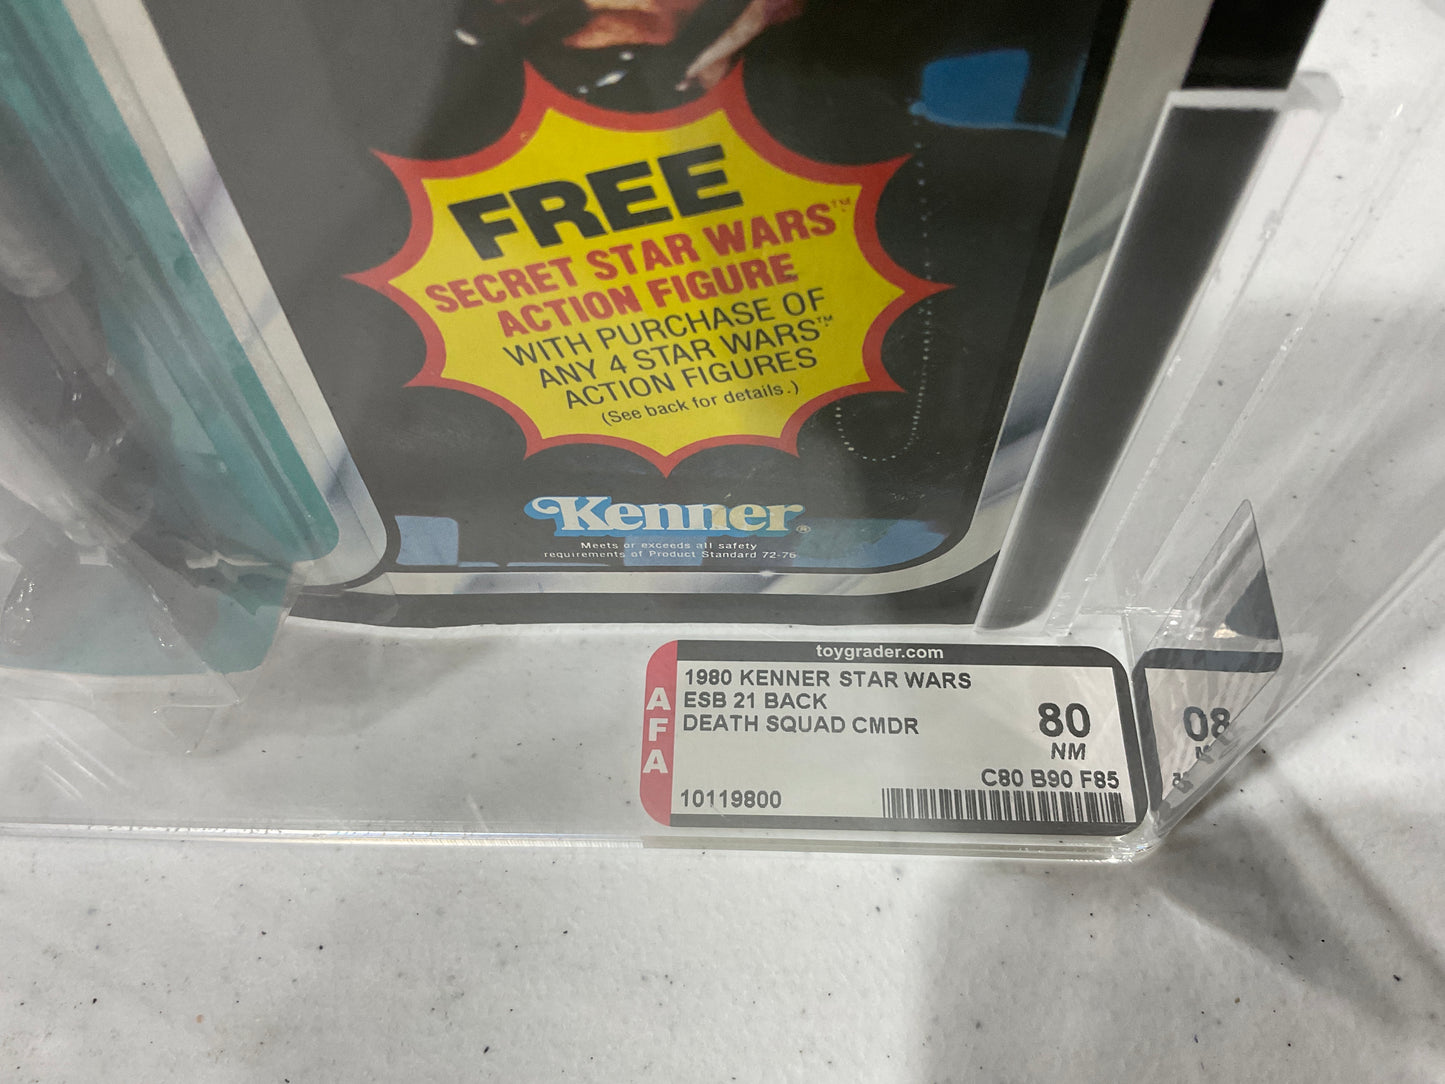 FREE
SECRET STAR WARS™
ACTION FIGURE
WITH PURCHASE OF
ANY 4 STAR WARS™
ACTION FIGURES
(See back for details.)
Kenner®
Meets or exceeds all safety
requirements of Product Standard 72-76
toygrader.com
AFA
1980 KENNER STAR WARS
ESB 21 BACK
DEATH SQUAD CMDR
80
NM
C80 B90 F85
10119800